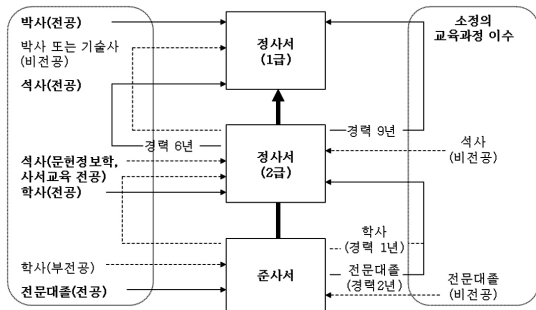 박사(전공)
박사 또는 기술사
(비전공)
석사(전공)
정사서
(1급)
소정의
교육과정 이수
경력 6년
경력 9년
석사(문헌정보학,
사서교육 전공)
학사(전공)
정사서
(2급)
석사
(비전공)
학사
(경력 1년)
학사(부전공)
전문대졸(전공)
준사서
전문대졸
(경력2년)
전문대졸
(비전공)